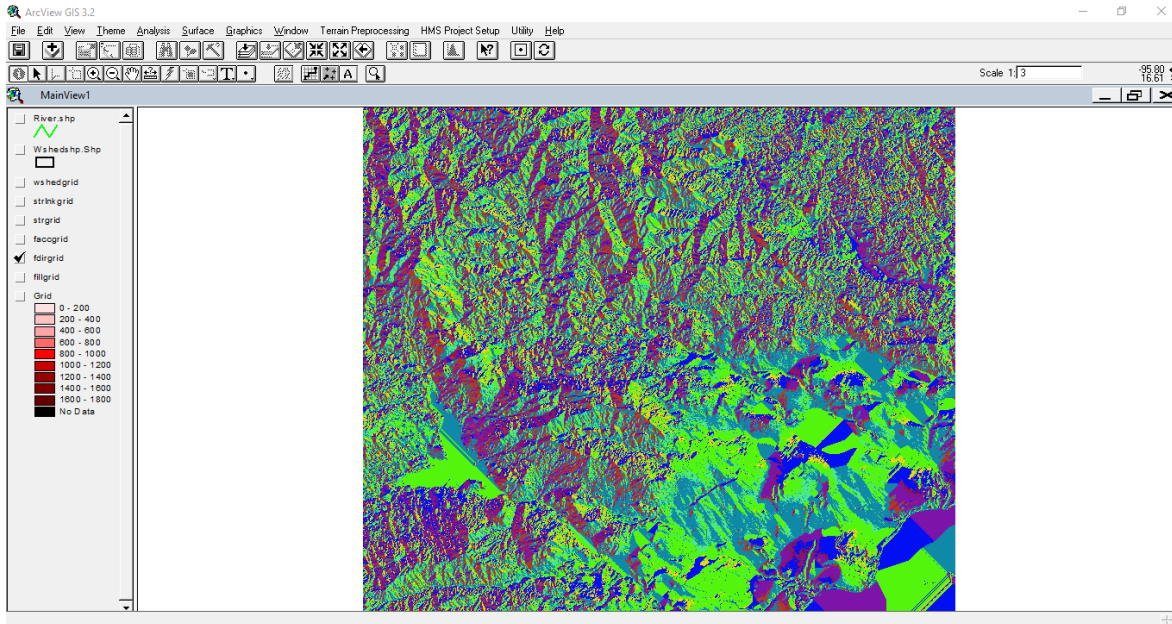 ArcView GIS 3.2
File Edit View Theme Analysis Surface Graphics Window Terrain Preprocessing HMS Project Setup Utility Help
Scale 1: 3
-95.80
16.61
MainView1
River.shp
Wshedshp.Shp
wshedgrid
strlnkgrid
strgrid
faccgrid
fdirgrid
fillgrid
Grid
0 - 200
200 - 400
400 - 600
600 - 800
800 - 1000
1000 - 1200
1200 - 1400
1400 - 1600
1600 - 1800
No Data